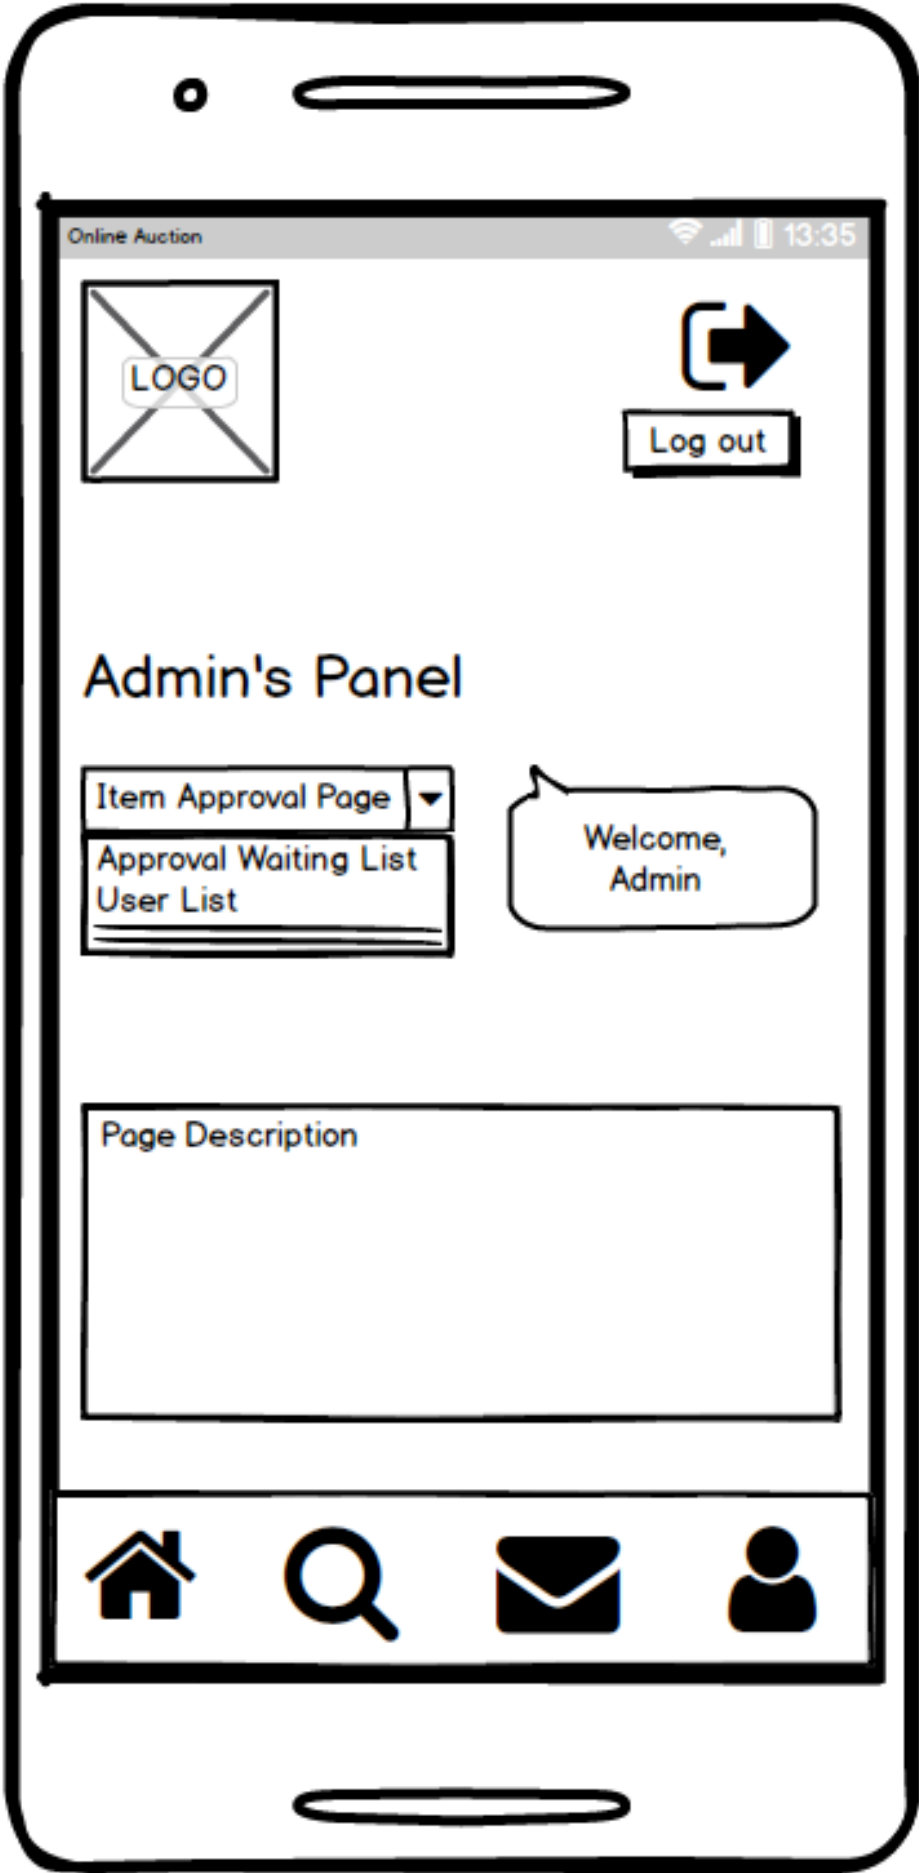 Online Auction
13:35
LOGO
Log out
Admin's Panel
Item Approval Page
Approval Waiting List
User List
Welcome,
Admin
Page Description